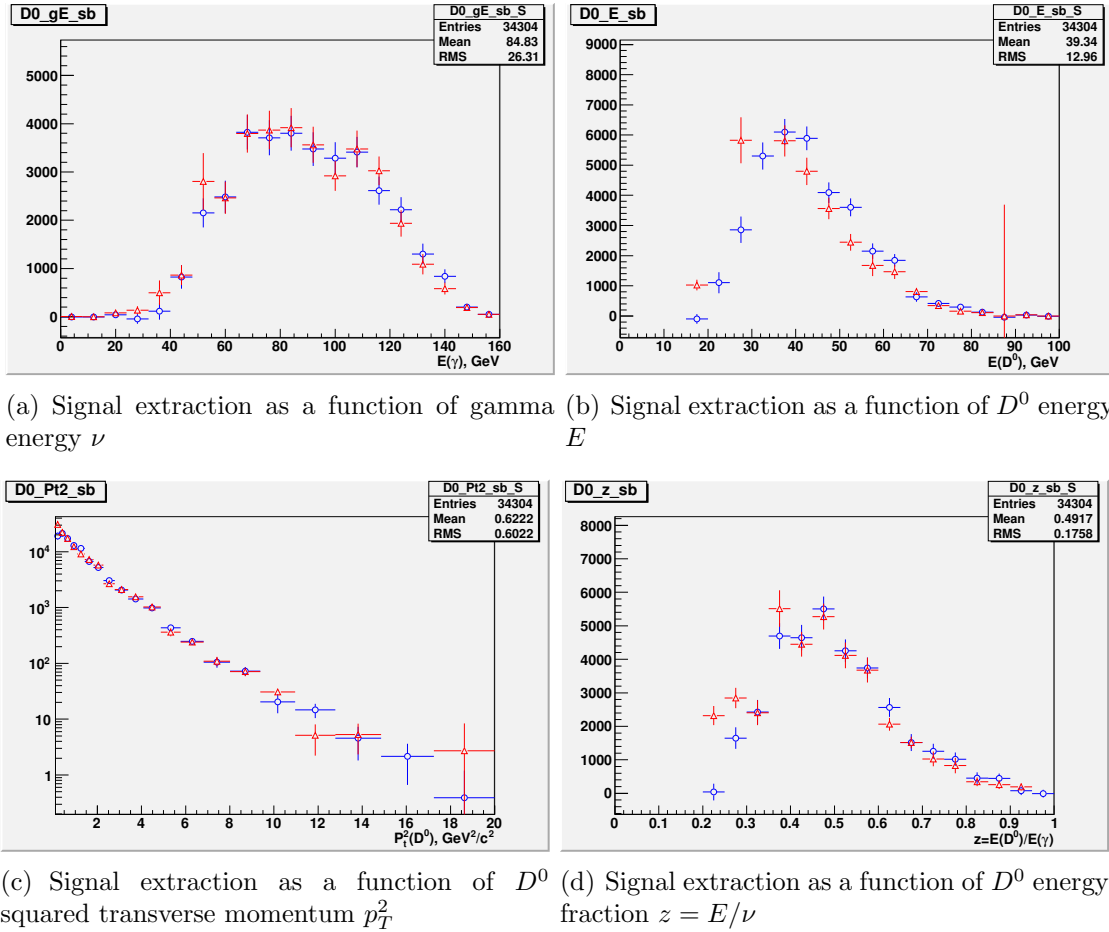 D0_gE_sb
D0_gE_sb_S
Entries 34304
Mean 84.83
RMS 26.31
5000
4000
3000
2000
1000
0
0 20 40 60 80 100 120 140 160
E(γ), GeV
D0_E_sb
D0_E_sb_S
Entries 34304
Mean 39.34
RMS 12.96
9000
8000
7000
6000
5000
4000
3000
2000
1000
0
0 10 20 30 40 50 60 70 80 90 100
E(D⁰), GeV
(a) Signal extraction as a function of gamma
energy ν
(b) Signal extraction as a function of D⁰ energy
E
D0_Pt2_sb
D0_Pt2_sb_S
Entries 34304
Mean 0.6222
RMS 0.6022
10⁴
10³
10²
10
1
2 4 6 8 10 12 14 16 18 20
P²ₜ(D⁰), GeV²/c²
D0_z_sb
D0_z_sb_S
Entries 34304
Mean 0.4917
RMS 0.1758
8000
7000
6000
5000
4000
3000
2000
1000
0
0 0.1 0.2 0.3 0.4 0.5 0.6 0.7 0.8 0.9 1
z=E(D⁰)/E(γ)
(c) Signal extraction as a function of D⁰
squared transverse momentum p²_T
(d) Signal extraction as a function of D⁰ energy
fraction z = E/ν